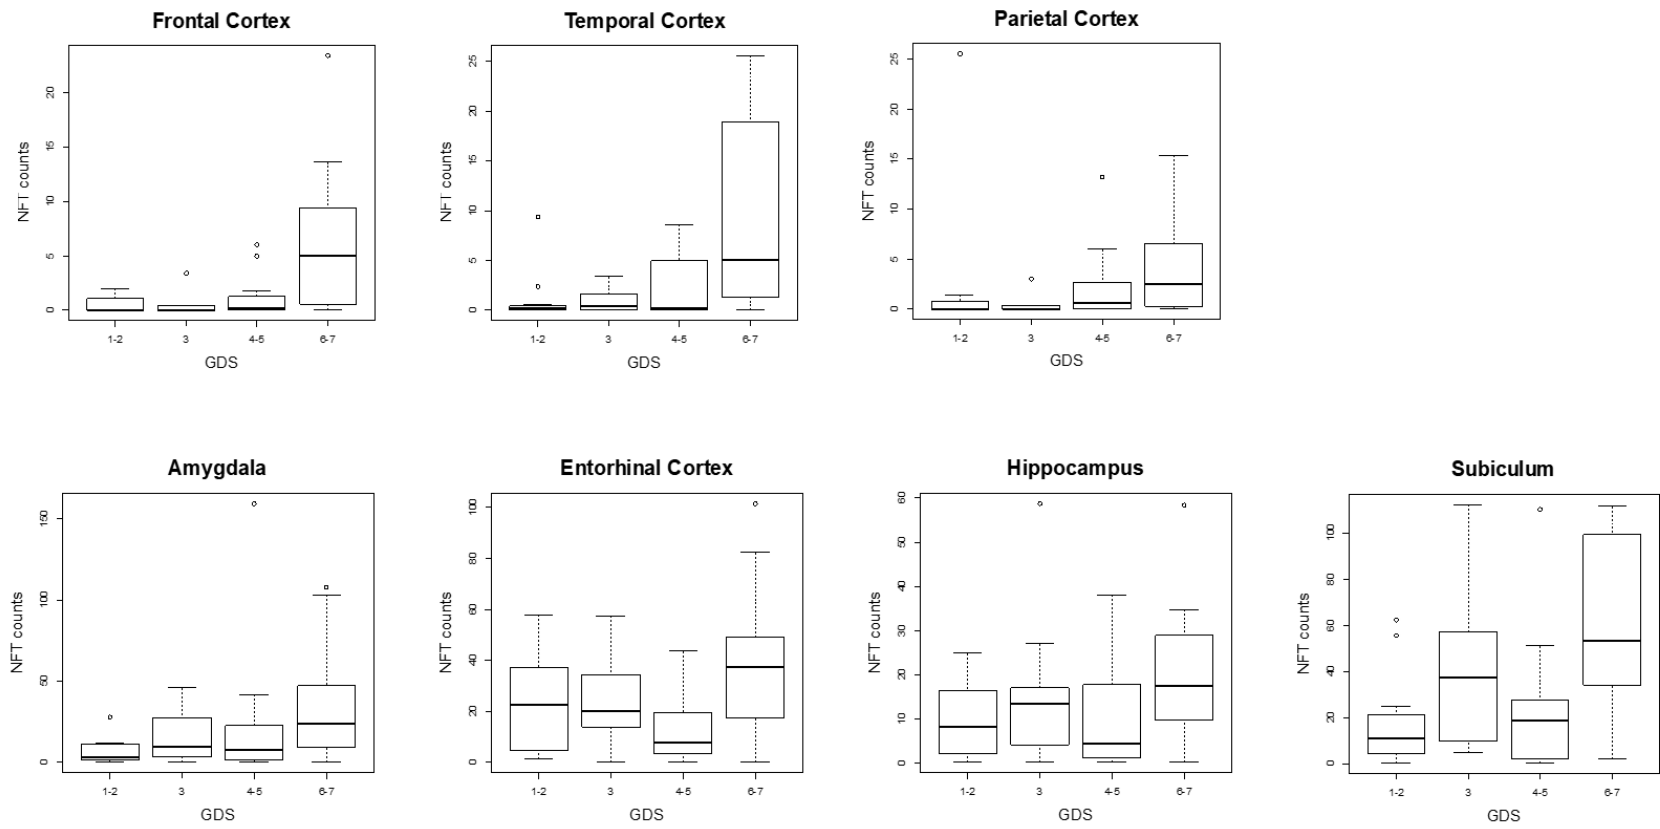 Frontal Cortex
NFT counts
20
15
10
5
0
1-2 3 4-5 6-7
GDS
Temporal Cortex
NFT counts
25
20
15
10
5
0
1-2 3 4-5 6-7
GDS
Parietal Cortex
NFT counts
25
20
15
10
5
0
1-2 3 4-5 6-7
GDS
Amygdala
NFT counts
150
100
50
0
1-2 3 4-5 6-7
GDS
Entorhinal Cortex
NFT counts
100
80
60
40
20
0
1-2 3 4-5 6-7
GDS
Hippocampus
NFT counts
60
50
40
30
20
10
0
1-2 3 4-5 6-7
GDS
Subiculum
NFT counts
100
80
60
40
20
0
1-2 3 4-5 6-7
GDS